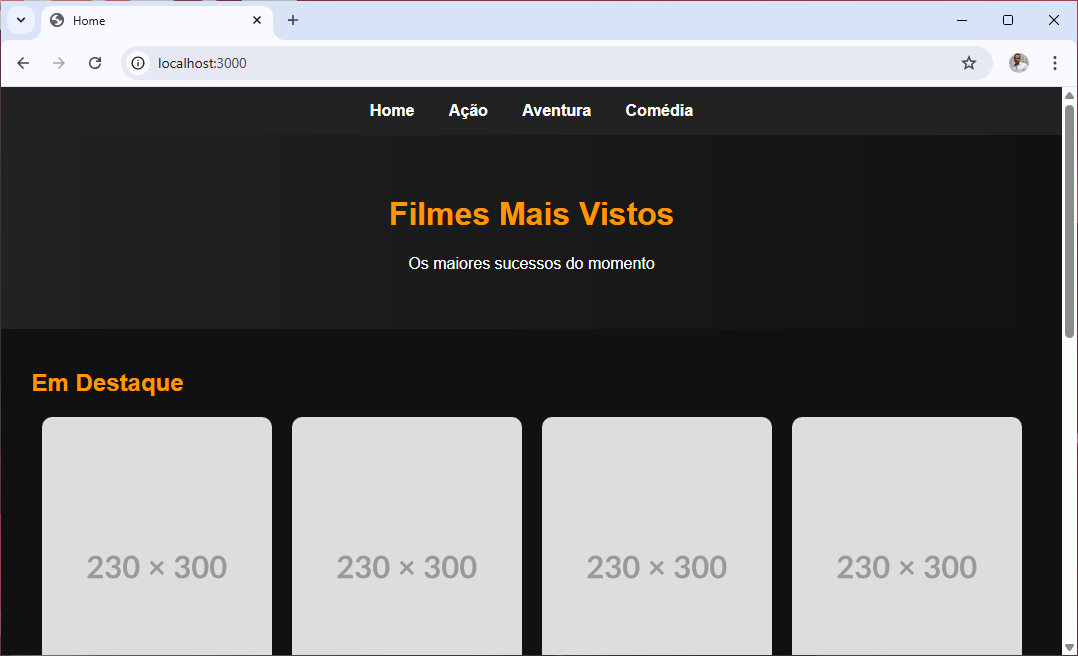 Home
localhost:3000
Home Ação Aventura Comédia
Filmes Mais Vistos
Os maiores sucessos do momento
Em Destaque
230 × 300 230 × 300 230 × 300 230 × 300